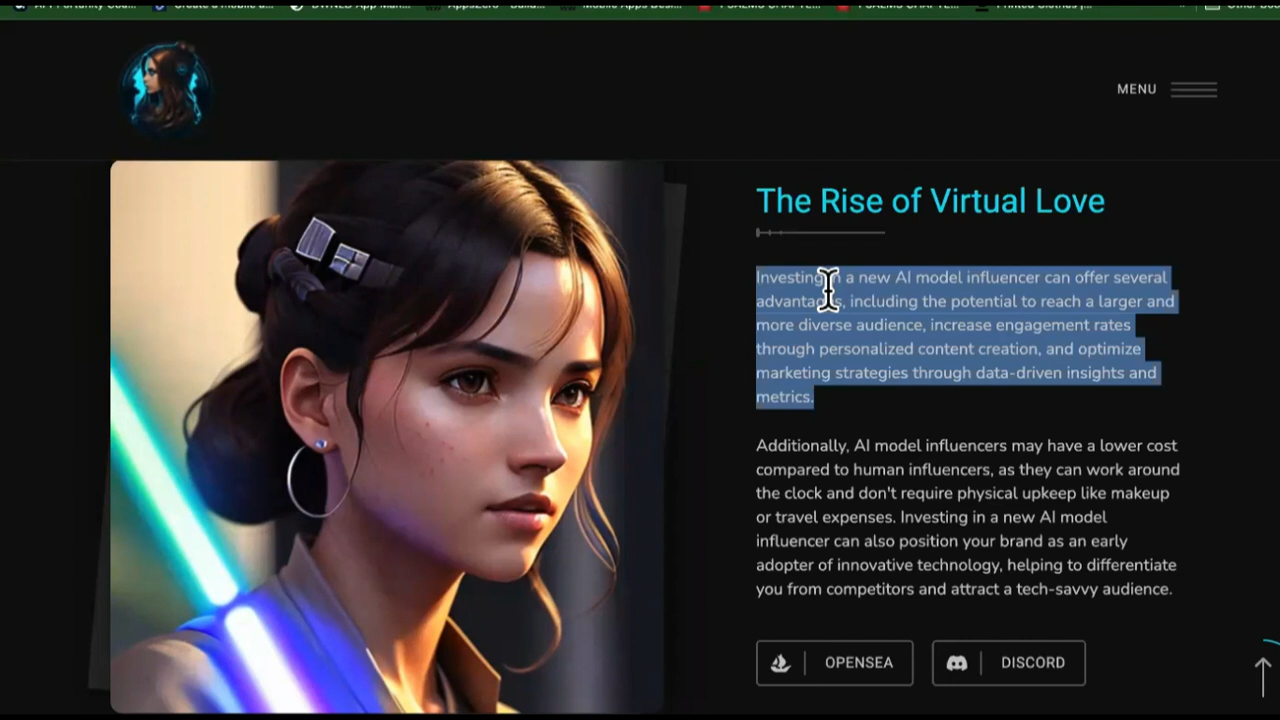 MENU
The Rise of Virtual Love
Investing in a new AI model influencer can offer several
advantages, including the potential to reach a larger and
more diverse audience, increase engagement rates
through personalized content creation, and optimize
marketing strategies through data-driven insights and
metrics.
Additionally, AI model influencers may have a lower cost
compared to human influencers, as they can work around
the clock and don't require physical upkeep like makeup
or travel expenses. Investing in a new AI model
influencer can also position your brand as an early
adopter of innovative technology, helping to differentiate
you from competitors and attract a tech-savvy audience.
OPENSEA
DISCORD